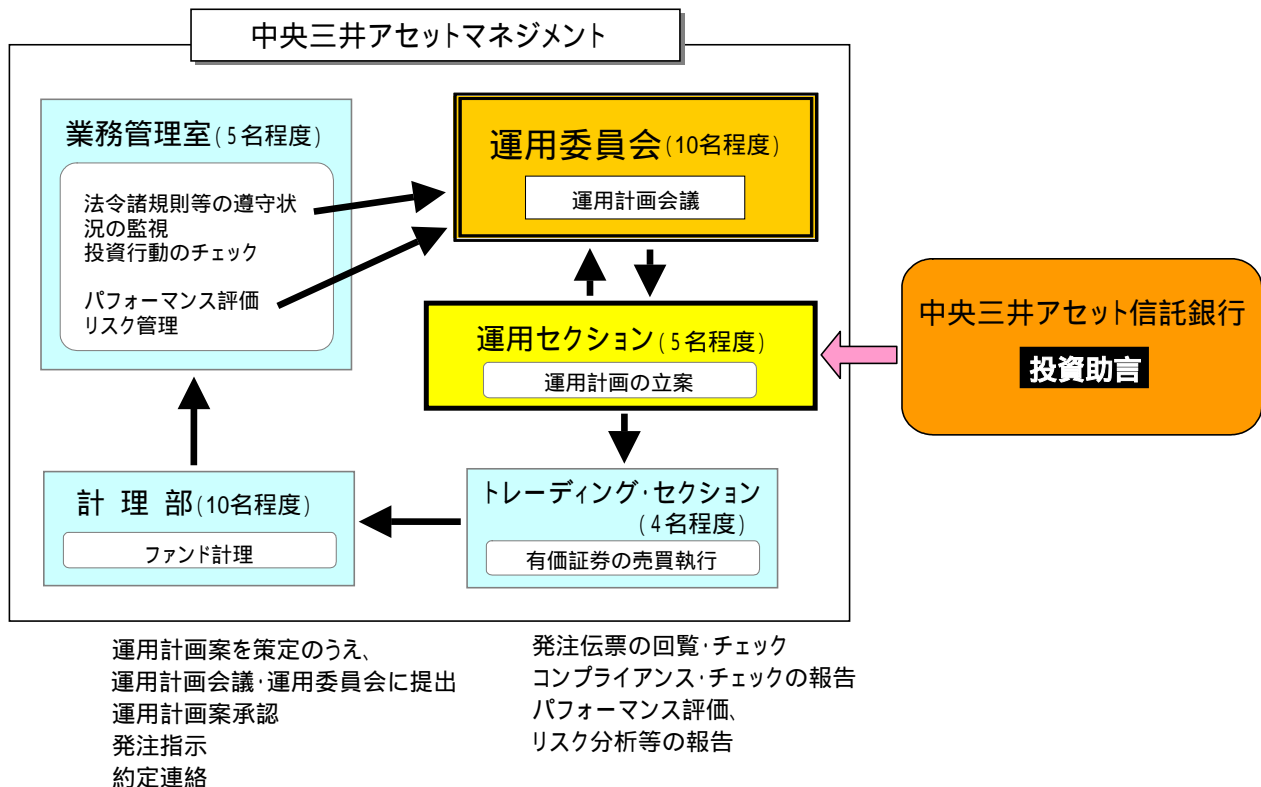 中央三井アセットマネジメント
業務管理室(5名程度)
法令諸規則等の遵守状
況の監視
投資行動のチェック
パフォーマンス評価
リスク管理
運用委員会(10名程度)
運用計画会議
運用セクション(5名程度)
運用計画の立案
中央三井アセット信託銀行
投資助言
計 理 部(10名程度)
ファンド計理
トレーディング・セクション
(4名程度)
有価証券の売買執行
運用計画案を策定のうえ、
運用計画会議・運用委員会に提出
運用計画案承認
発注指示
約定連絡
発注伝票の回覧・チェック
コンプライアンス・チェックの報告
パフォーマンス評価、
リスク分析等の報告